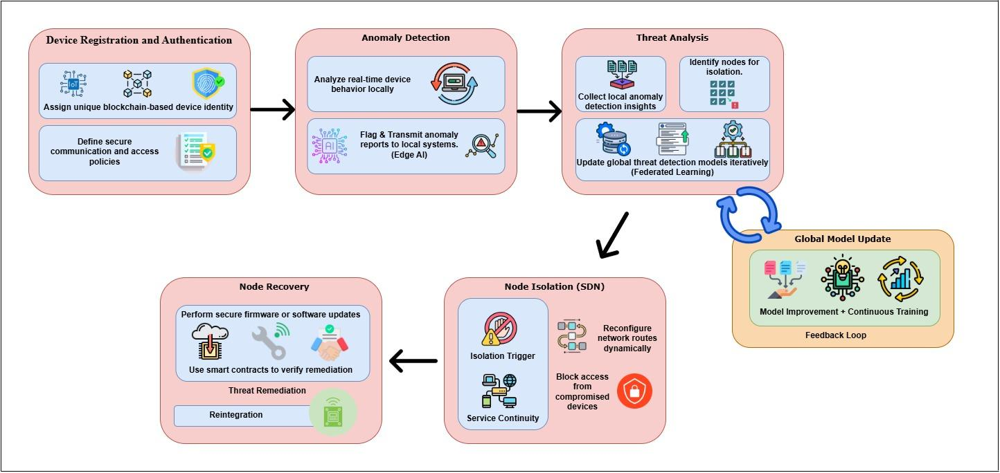 Device Registration and Authentication
IoT
Assign unique blockchain-based device identity
Define secure
communication and access
policies
Anomaly Detection
Analyze real-time device
behavior locally
AI
Flag & Transmit anomaly
reports to local systems.
(Edge AI)
Threat Analysis
Collect local anomaly
detection insights
Identify nodes for
isolation.
Update global threat detection models iteratively
(Federated Learning)
Global Model Update
Model Improvement + Continuous Training
Feedback Loop
Node Isolation (SDN)
Isolation Trigger
Service Continuity
Reconfigure
network routes
dynamically
Block access
from
compromised
devices
Node Recovery
Perform secure firmware or software updates
Use smart contracts to verify remediation
Threat Remediation
Reintegration